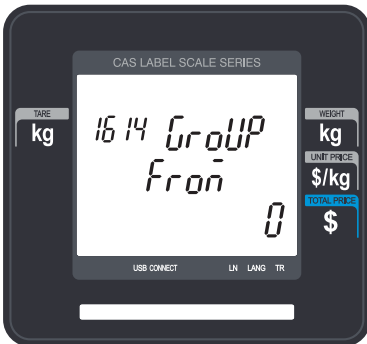 CAS LABEL SCALE SERIES
TARE
kg
1614 GroUP
Fron
0
WEIGHT
kg
UNIT PRICE
$/kg
TOTAL PRICE
$
USB CONNECT LN LANG TR